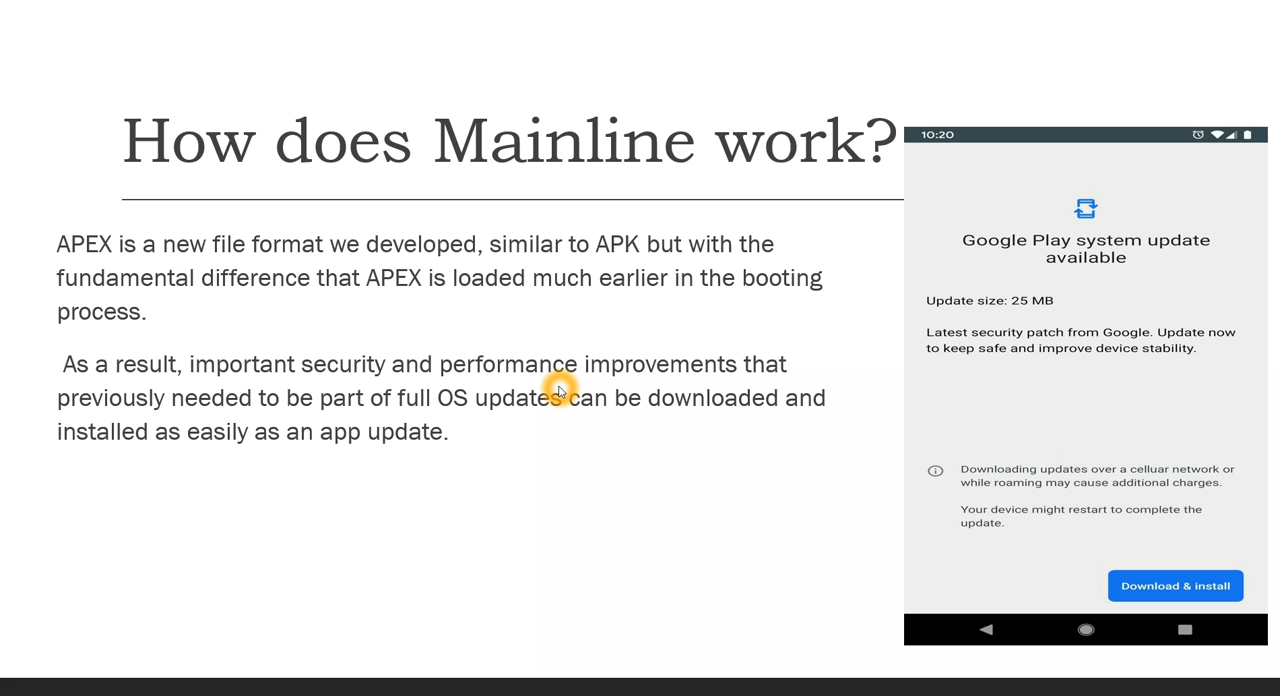 How does Mainline work?
APEX is a new file format we developed, similar to APK but with the
fundamental difference that APEX is loaded much earlier in the booting
process.
As a result, important security and performance improvements that
previously needed to be part of full OS updates can be downloaded and
installed as easily as an app update.
10:20
Google Play system update
available
Update size: 25 MB
Latest security patch from Google. Update now
to keep safe and improve device stability.
Downloading updates over a celluar network or
while roaming may cause additional charges.
Your device might restart to complete the
update.
Download & install